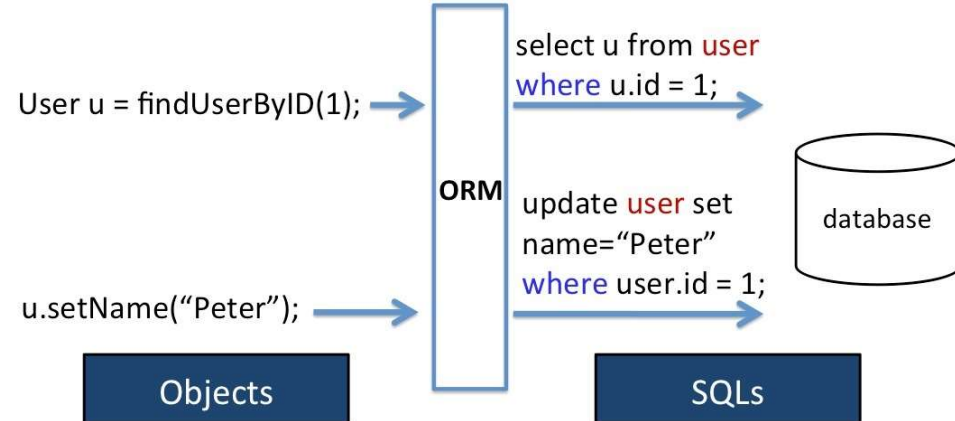 User u = findUserByID(1);
u.setName(“Peter”);
Objects
ORM
select u from user
where u.id = 1;
update user set
name=“Peter”
where user.id = 1;
SQLs
database